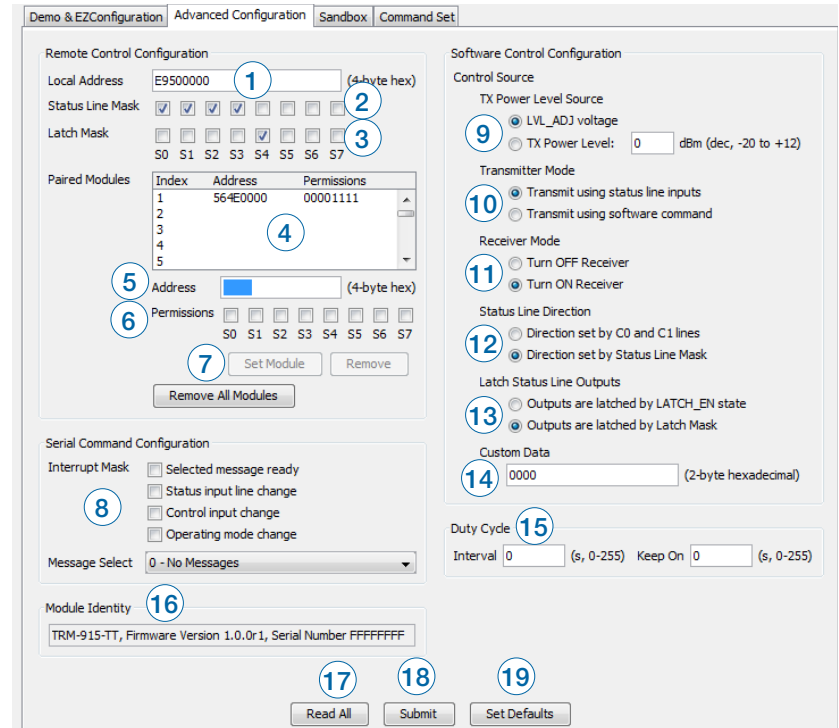 Demo & EZConfiguration Advanced Configuration Sandbox Command Set
Remote Control Configuration
Local Address E9500000 1 (4-byte hex)
Status Line Mask 2
Latch Mask 3
S0 S1 S2 S3 S4 S5 S6 S7
Paired Modules Index Address Permissions
1 564E0000 00001111
2
3
4
5
4
5 Address (4-byte hex)
6 Permissions
S0 S1 S2 S3 S4 S5 S6 S7
7 Set Module Remove
Remove All Modules
Serial Command Configuration
Interrupt Mask Selected message ready
Status input line change
8 Control input change
Operating mode change
Message Select 0 - No Messages
Module Identity 16
TRM-915-TT, Firmware Version 1.0.0r1, Serial Number FFFFFFFF
Software Control Configuration
Control Source
TX Power Level Source
9 LVL_ADJ voltage
TX Power Level: 0 dBm (dec, -20 to +12)
Transmitter Mode
10 Transmit using status line inputs
Transmit using software command
Receiver Mode
11 Turn OFF Receiver
Turn ON Receiver
Status Line Direction
12 Direction set by C0 and C1 lines
Direction set by Status Line Mask
Latch Status Line Outputs
13 Outputs are latched by LATCH_EN state
Outputs are latched by Latch Mask
Custom Data
14 0000 (2-byte hexadecimal)
Duty Cycle 15
Interval 0 (s, 0-255) Keep On 0 (s, 0-255)
17 18 19
Read All Submit Set Defaults